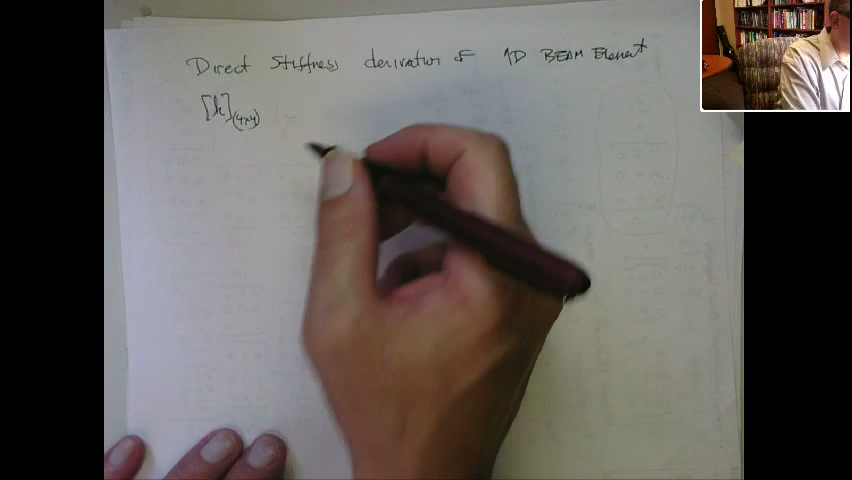 Direct Stiffness derivation of 1D BEAM Element
[k](4x4)